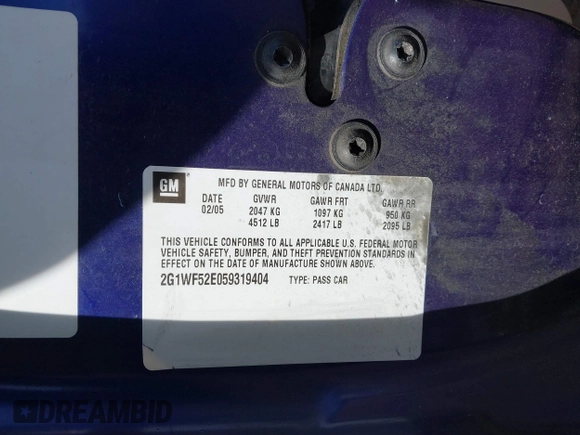 GM
MFD BY GENERAL MOTORS OF CANADA LTD.
DATE GVWR GAWR FRT GAWR RR
02/05 2047 KG 1097 KG 950 KG
4512 LB 2417 LB 2095 LB
THIS VEHICLE CONFORMS TO ALL APPLICABLE U.S. FEDERAL MOTOR
VEHICLE SAFETY, BUMPER, AND THEFT PREVENTION STANDARDS
IN EFFECT ON THE DATE OF MANUFACTURE SHOWN ABOVE.
2G1WF52E059319404 TYPE: PASS CAR
DREAMBID